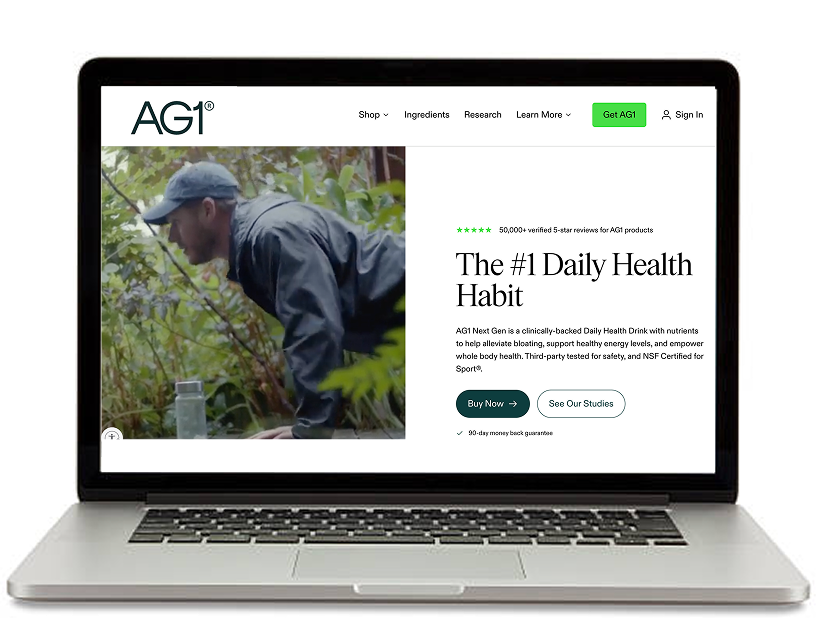 AG1®
Shop
Ingredients
Research
Learn More
Get AG1
Sign In
50,000+ verified 5-star reviews for AG1 products
The #1 Daily Health
Habit
AG1 Next Gen is a clinically-backed Daily Health Drink with nutrients
to help alleviate bloating, support healthy energy levels, and empower
whole body health. Third-party tested for safety, and NSF Certified for
Sport®.
Buy Now →
See Our Studies
90-day money back guarantee